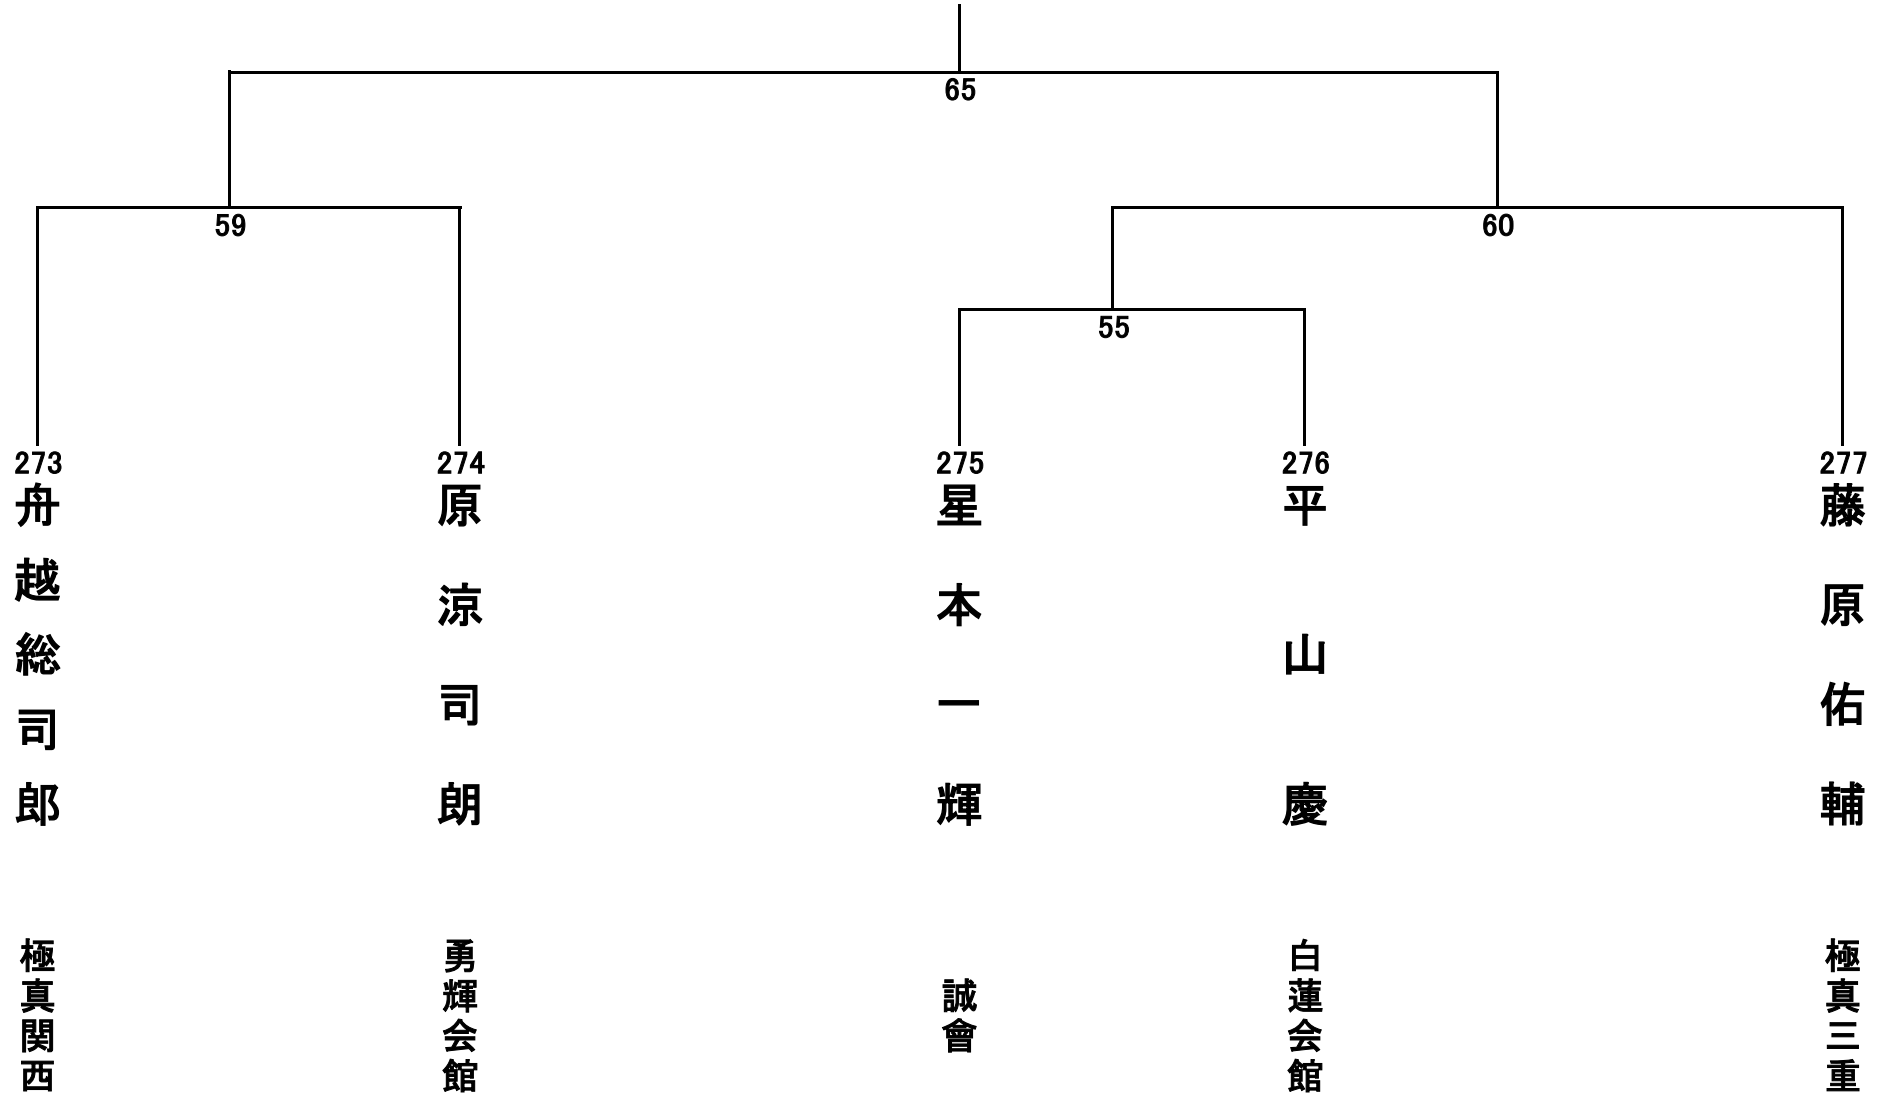 65
59
60
55
273
舟越総司郎
極真関西
274
原涼司朗
勇輝会館
275
星本一輝
誠會
276
平山慶
白蓮会館
277
藤原佑輔
極真三重